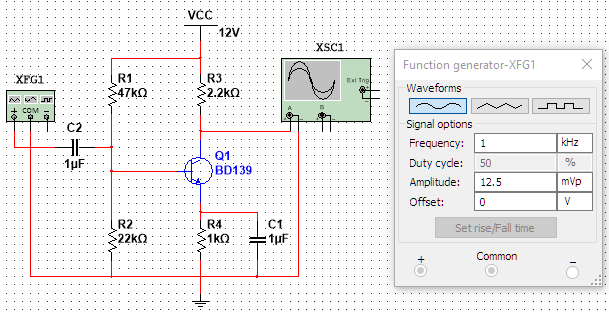 VCC
12V
XFG1
COM
R1
47kΩ
R3
2.2kΩ
XSC1
Ext Trig
A
B
C2
1µF
Q1
BD139
R2
22kΩ
R4
1kΩ
C1
1µF
Function generator-XFG1
Waveforms
Signal options
Frequency: 1 kHz
Duty cycle: 50 %
Amplitude: 12.5 mVp
Offset: 0 V
Set rise/Fall time
+ Common −